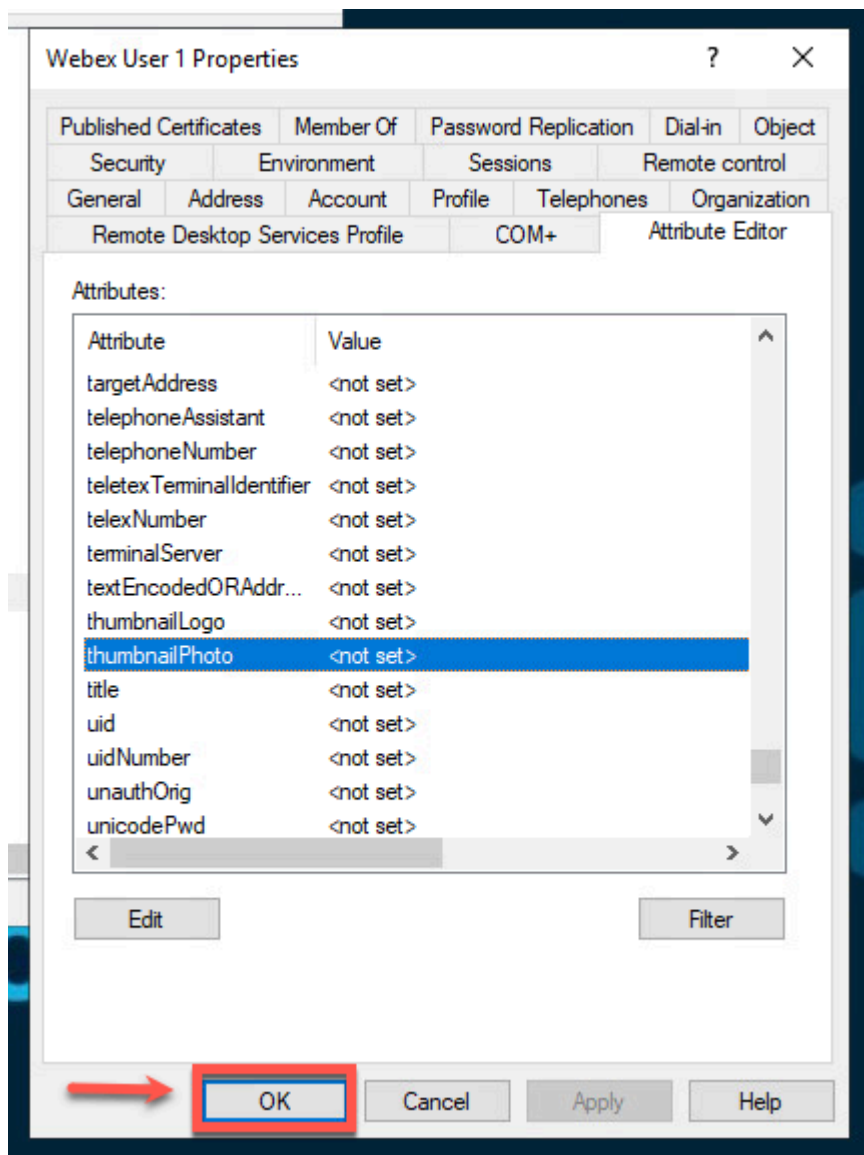 Webex User 1 Properties ?
Published Certificates Member Of Password Replication Dial-in Object
Security Environment Sessions Remote control
General Address Account Profile Telephones Organization
Remote Desktop Services Profile COM+ Attribute Editor
Attributes:
Attribute Value
targetAddress <not set>
telephoneAssistant <not set>
telephoneNumber <not set>
teletexTerminalIdentifier <not set>
telexNumber <not set>
terminalServer <not set>
textEncodedORAddr... <not set>
thumbnailLogo <not set>
thumbnailPhoto <not set>
title <not set>
uid <not set>
uidNumber <not set>
unauthOrig <not set>
unicodePwd <not set>
Edit Filter
OK Cancel Apply Help